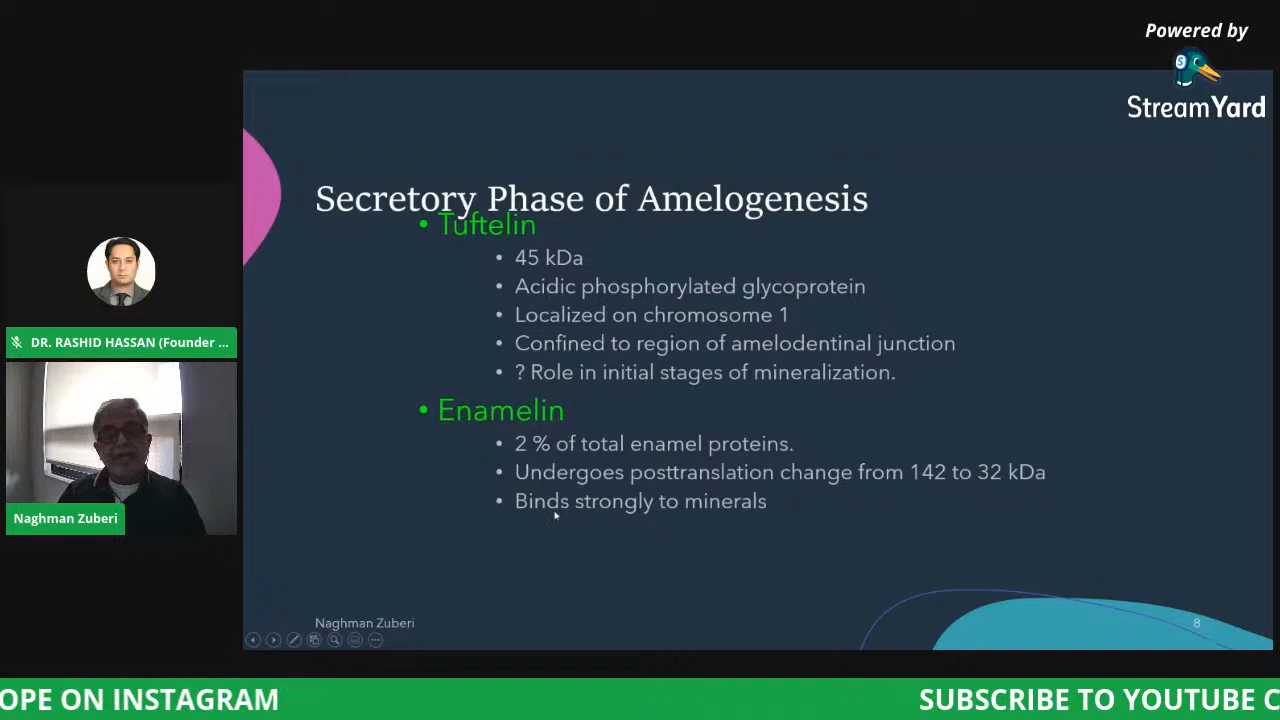 Powered by
StreamYard
Secretory Phase of Amelogenesis
• Tuftelin
• 45 kDa
• Acidic phosphorylated glycoprotein
• Localized on chromosome 1
• Confined to region of amelodentinal junction
• ? Role in initial stages of mineralization.
• Enamelin
• 2 % of total enamel proteins.
• Undergoes posttranslation change from 142 to 32 kDa
• Binds strongly to minerals
Naghman Zuberi
8
DR. RASHID HASSAN (Founder ...
Naghman Zuberi
OPE ON INSTAGRAM
SUBSCRIBE TO YOUTUBE C